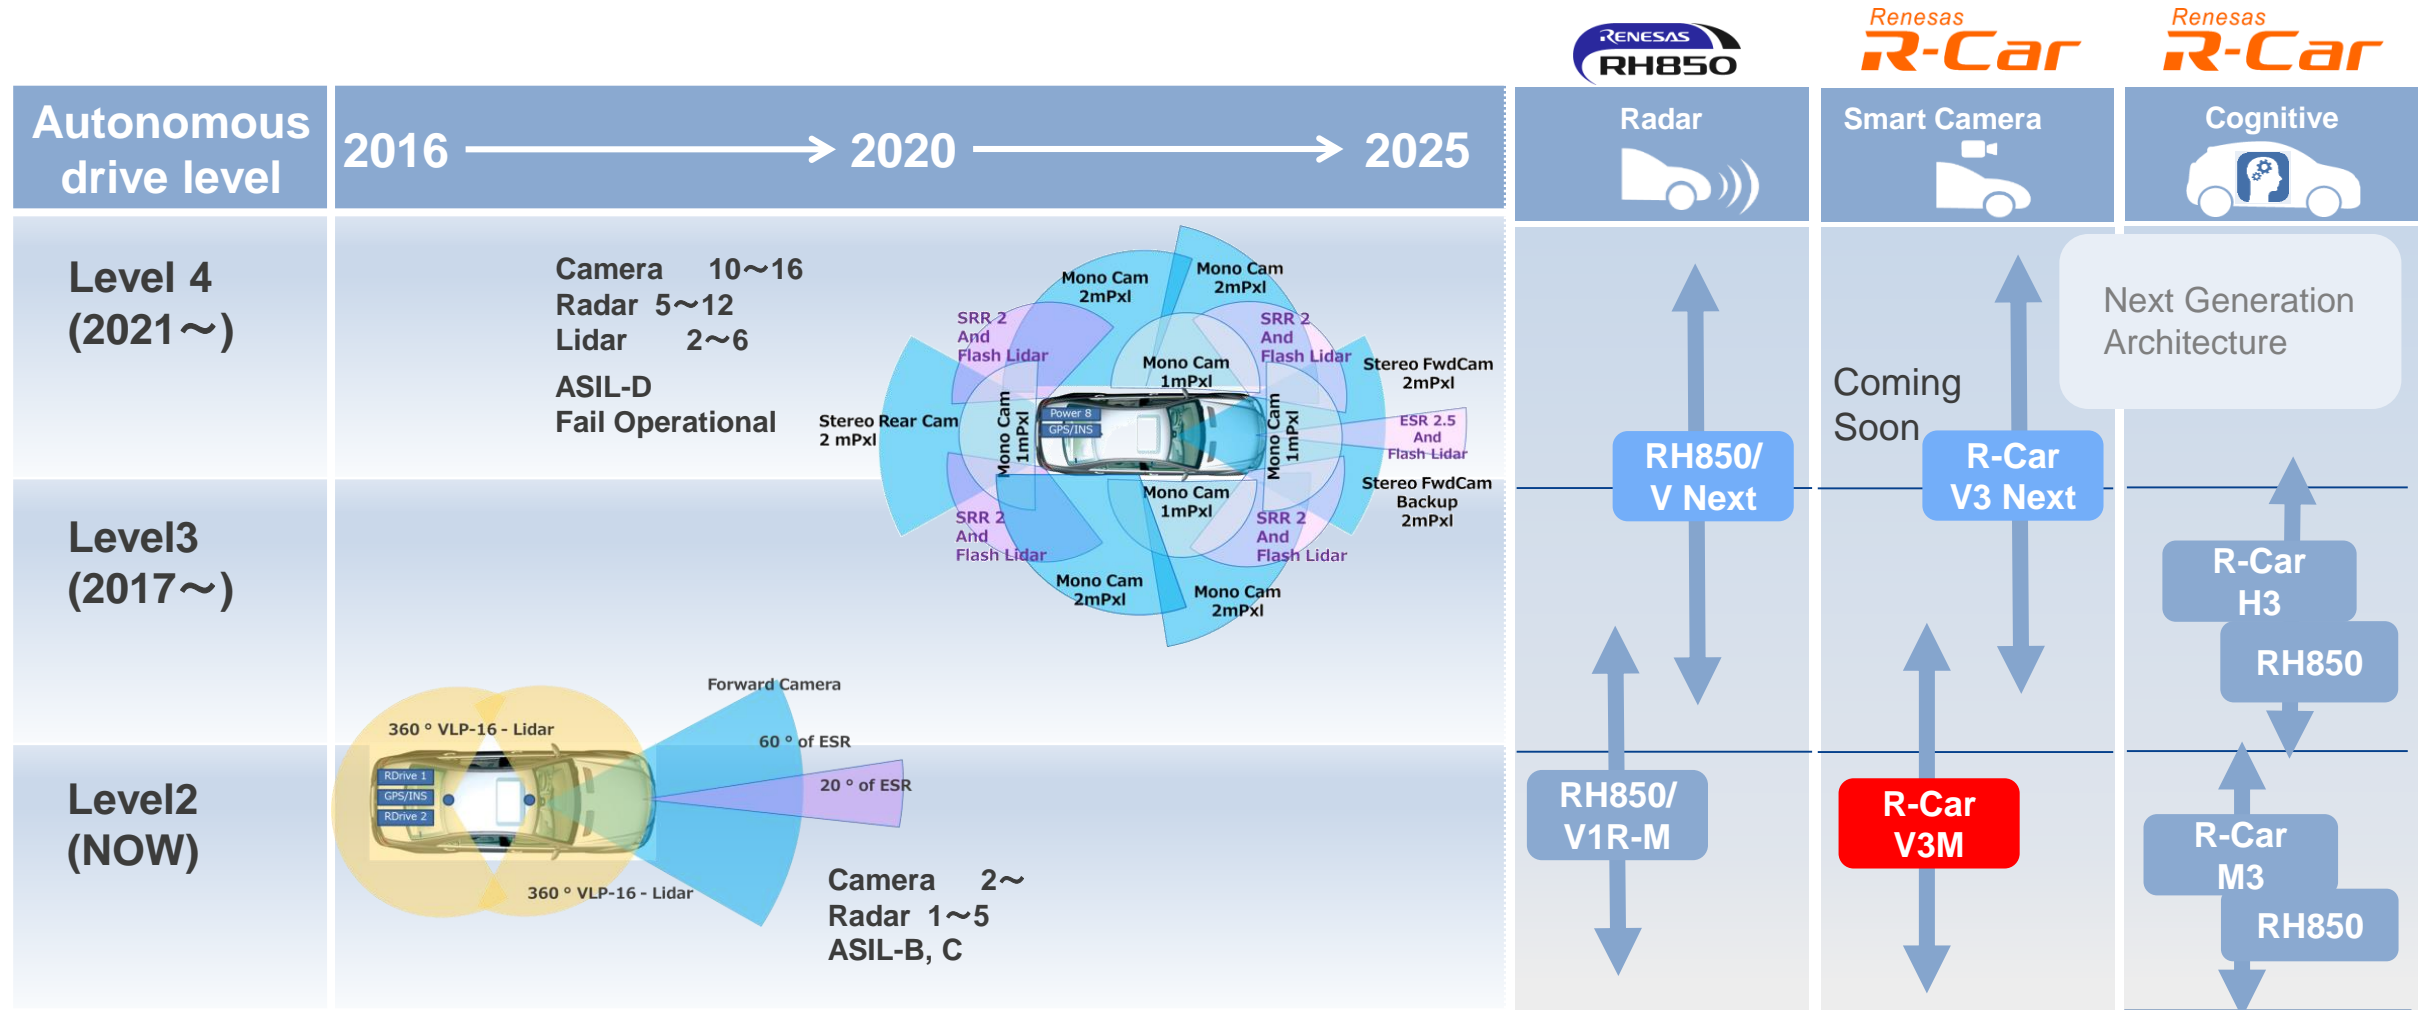 RENESAS
RH850
Renesas
R-Car
Renesas
R-Car
Autonomous
drive level
2016
2020
2025
Radar
Smart Camera
Cognitive
Level 4
(2021～)
Camera 10～16
Radar 5～12
Lidar 2～6
ASIL-D
Fail Operational
Mono Cam
2mPxl
Mono Cam
2mPxl
SRR 2
And
Flash Lidar
SRR 2
And
Flash Lidar
Mono Cam
1mPxl
Stereo FwdCam
2mPxl
Stereo Rear Cam
2 mPxl
Mono Cam
1mPxl
Power 8
GPS/INS
Mono Cam
1mPxl
ESR 2.5
And
Flash Lidar
Mono Cam
1mPxl
Stereo FwdCam
Backup
2mPxl
SRR 2
And
Flash Lidar
SRR 2
And
Flash Lidar
Mono Cam
2mPxl
Mono Cam
2mPxl
Next Generation
Architecture
Coming
Soon
RH850/
V Next
R-Car
V3 Next
Level3
(2017～)
R-Car
H3
RH850
Level2
(NOW)
Forward Camera
360 ° VLP-16 - Lidar
60 ° of ESR
20 ° of ESR
RDrive 1
GPS/INS
RDrive 2
360 ° VLP-16 - Lidar
Camera 2～
Radar 1～5
ASIL-B, C
RH850/
V1R-M
R-Car
V3M
R-Car
M3
RH850